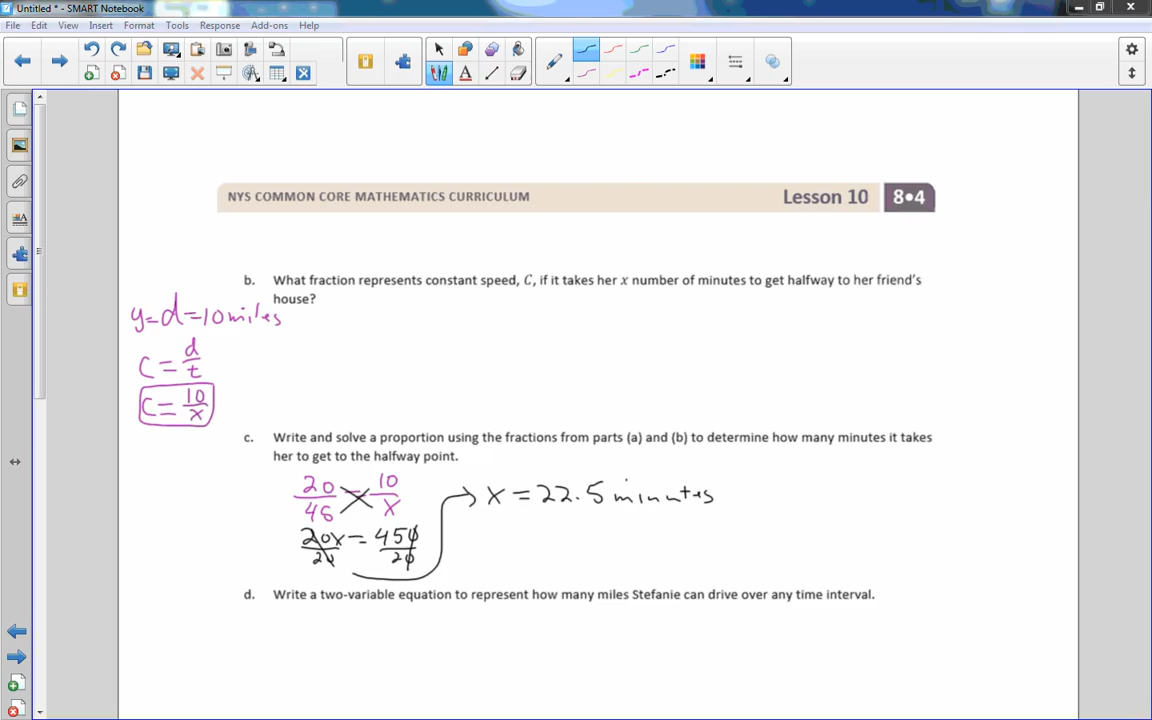 Untitled * - SMART Notebook
File Edit View Insert Format Tools Response Add-ons Help
NYS COMMON CORE MATHEMATICS CURRICULUM Lesson 10 8•4
b. What fraction represents constant speed, C, if it takes her x number of minutes to get halfway to her friend's
house?
y=d=10miles
C = d/t
C = 10/x
c. Write and solve a proportion using the fractions from parts (a) and (b) to determine how many minutes it takes
her to get to the halfway point.
20/45 = 10/x
20x/20 = 450/20
x = 22.5 minutes
d. Write a two-variable equation to represent how many miles Stefanie can drive over any time interval.